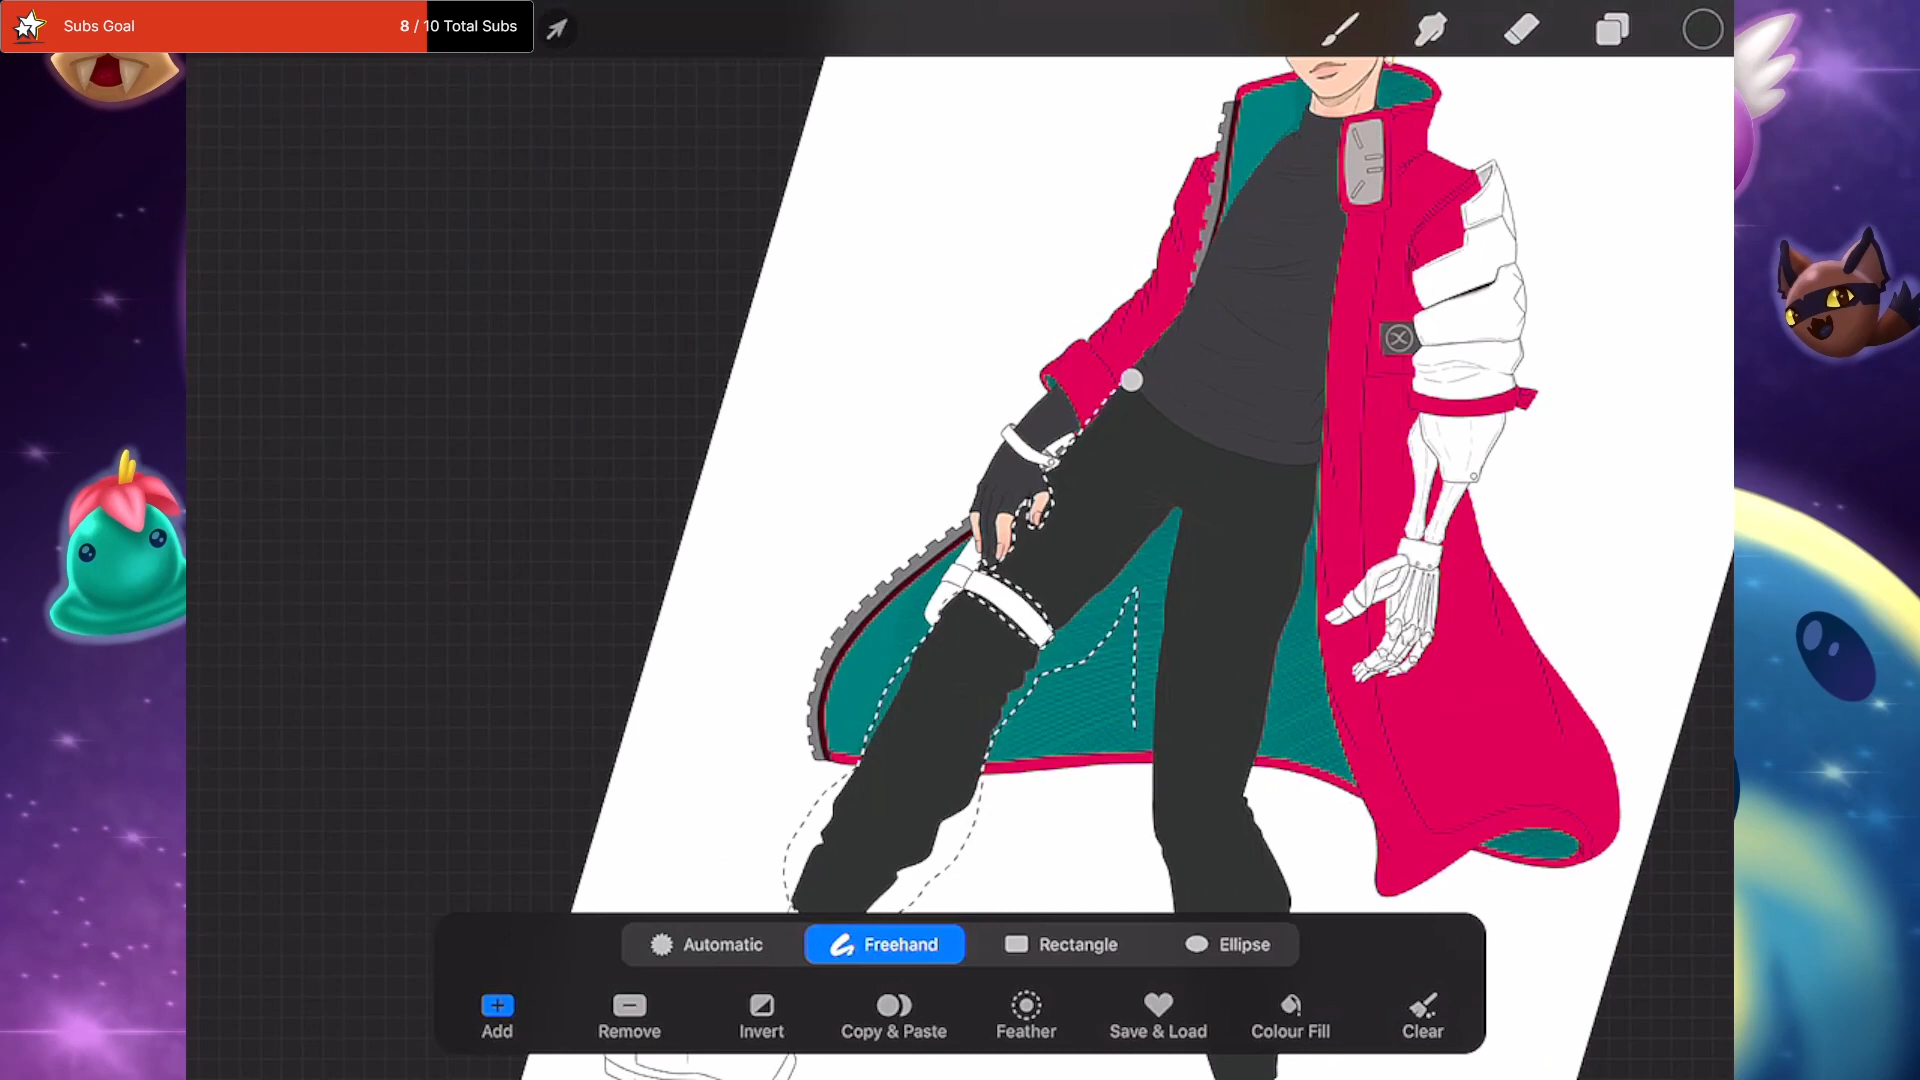 Subs Goal
8 / 10 Total Subs
Automatic
Freehand
Rectangle
Ellipse
Add
Remove
Invert
Copy & Paste
Feather
Save & Load
Colour Fill
Clear